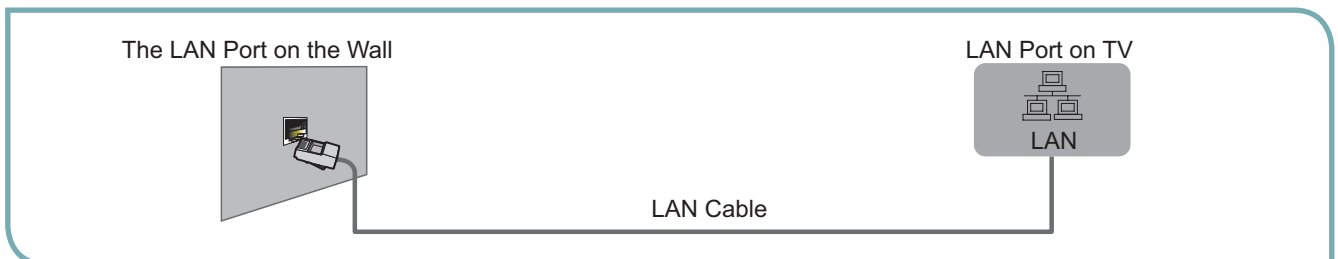 The LAN Port on the Wall
LAN Port on TV
LAN
LAN Cable